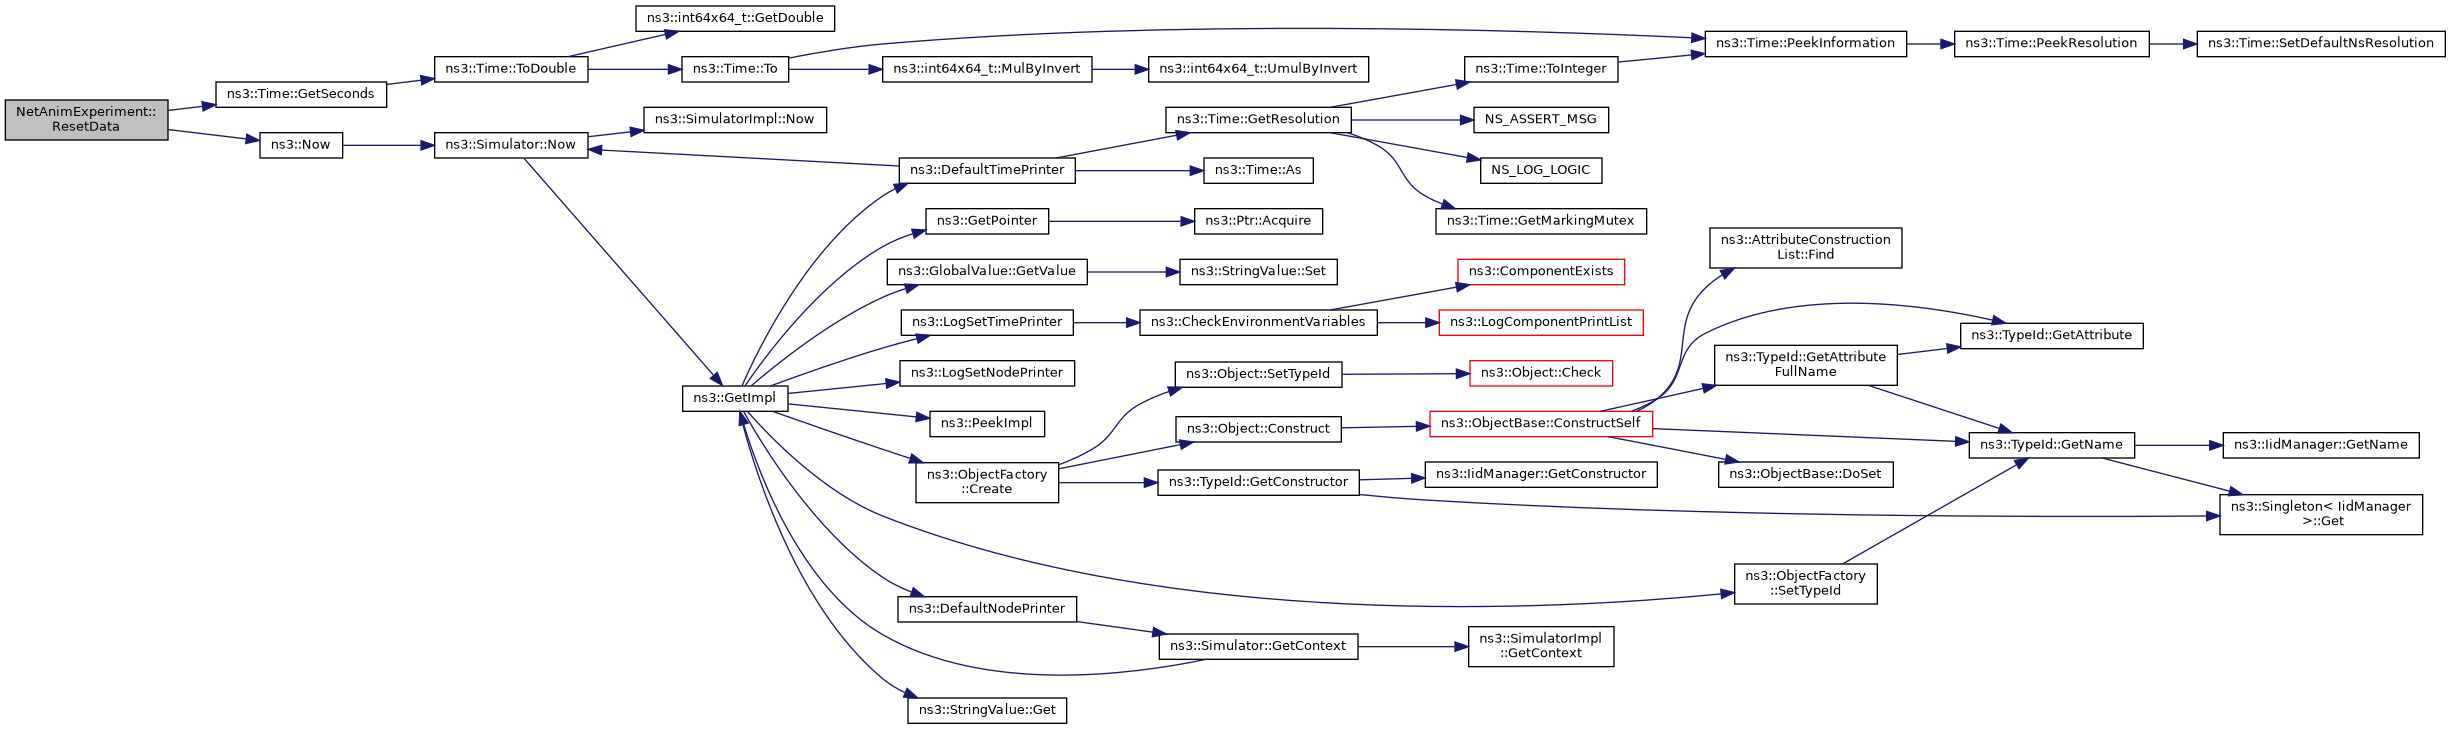 NetAnimExperiment::
ResetData
ns3::Time::GetSeconds
ns3::Now
ns3::Time::ToDouble
ns3::Simulator::Now
ns3::int64x64_t::GetDouble
ns3::Time::To
ns3::SimulatorImpl::Now
ns3::GetImpl
ns3::int64x64_t::MulByInvert
ns3::DefaultTimePrinter
ns3::GetPointer
ns3::GlobalValue::GetValue
ns3::LogSetTimePrinter
ns3::LogSetNodePrinter
ns3::PeekImpl
ns3::ObjectFactory
::Create
ns3::DefaultNodePrinter
ns3::StringValue::Get
ns3::int64x64_t::UmulByInvert
ns3::Time::GetResolution
ns3::Time::As
ns3::Ptr::Acquire
ns3::StringValue::Set
ns3::CheckEnvironmentVariables
ns3::Object::SetTypeId
ns3::Object::Construct
ns3::TypeId::GetConstructor
ns3::Simulator::GetContext
ns3::Time::ToInteger
NS_ASSERT_MSG
NS_LOG_LOGIC
ns3::Time::GetMarkingMutex
ns3::ComponentExists
ns3::LogComponentPrintList
ns3::Object::Check
ns3::ObjectBase::ConstructSelf
ns3::IidManager::GetConstructor
ns3::SimulatorImpl
::GetContext
ns3::Time::PeekInformation
ns3::AttributeConstruction
List::Find
ns3::TypeId::GetAttribute
FullName
ns3::ObjectBase::DoSet
ns3::ObjectFactory
::SetTypeId
ns3::Time::PeekResolution
ns3::TypeId::GetAttribute
ns3::TypeId::GetName
ns3::Time::SetDefaultNsResolution
ns3::IidManager::GetName
ns3::Singleton< IidManager
>::Get